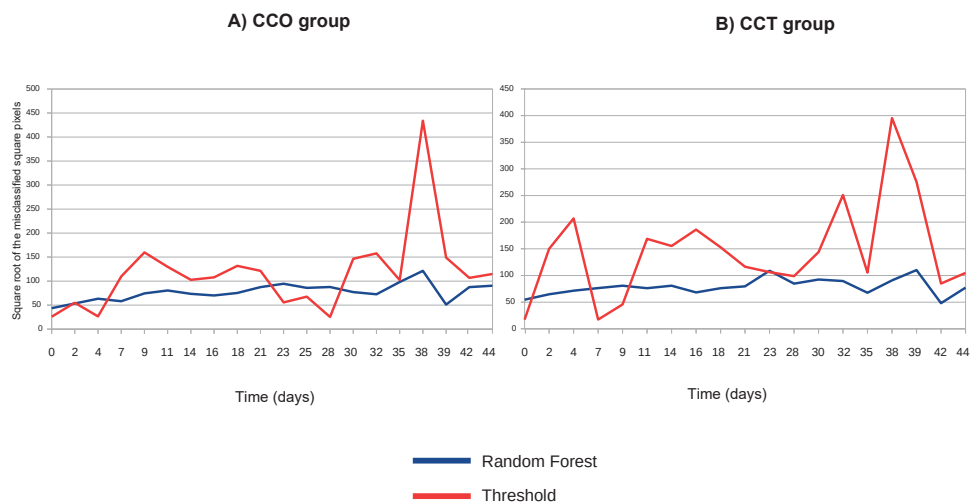 A) CCO group
B) CCT group
Square root of the misclassified square pixels
500
450
400
350
300
250
200
150
100
50
0
450
400
350
300
250
200
150
100
50
0
0 2 4 7 9 11 14 16 18 21 23 25 28 30 32 35 38 39 42 44
0 2 4 7 9 11 14 16 18 21 23 28 30 32 35 38 39 42 44
Time (days)
Time (days)
Random Forest
Threshold